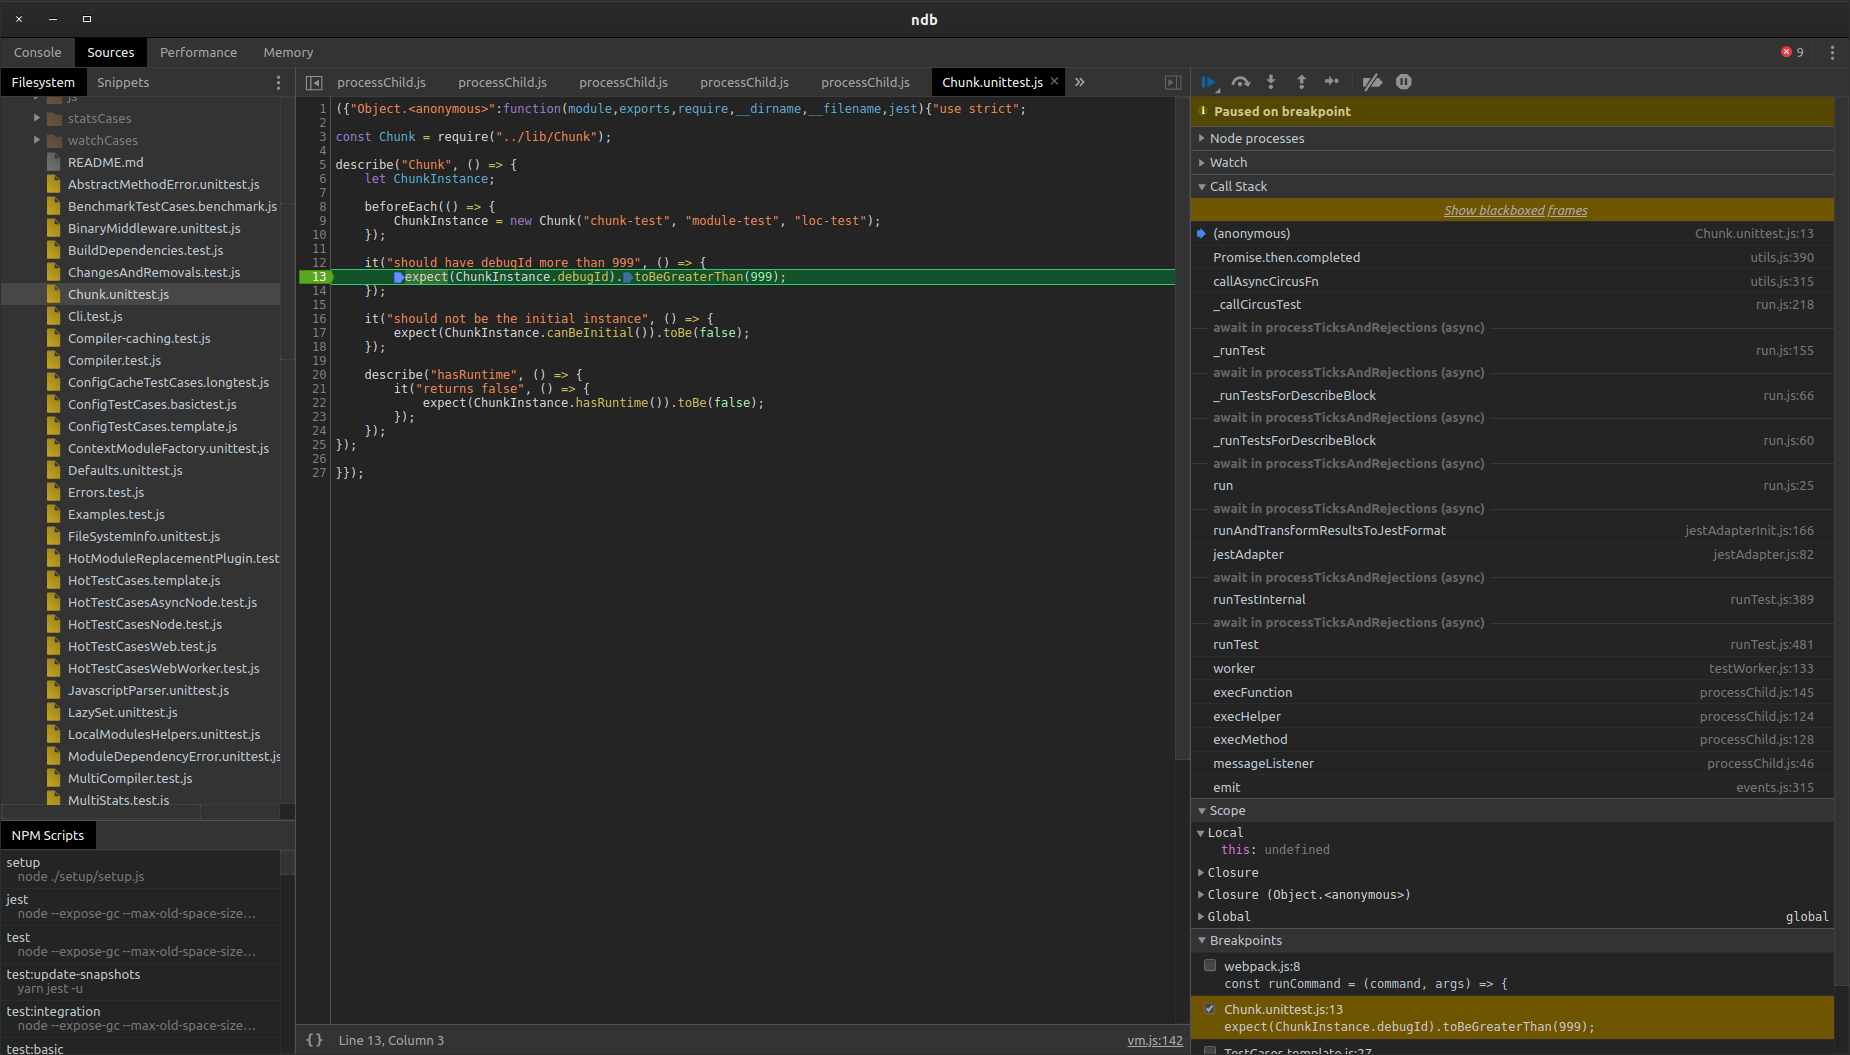 ndb
Console Sources Performance Memory 9
Filesystem Snippets
js
statsCases
watchCases
README.md
AbstractMethodError.unittest.js
BenchmarkTestCases.benchmark.js
BinaryMiddleware.unittest.js
BuildDependencies.test.js
ChangesAndRemovals.test.js
Chunk.unittest.js
Cli.test.js
Compiler-caching.test.js
Compiler.test.js
ConfigCacheTestCases.longtest.js
ConfigTestCases.basictest.js
ConfigTestCases.template.js
ContextModuleFactory.unittest.js
Defaults.unittest.js
Errors.test.js
Examples.test.js
FileSystemInfo.unittest.js
HotModuleReplacementPlugin.test
HotTestCases.template.js
HotTestCasesAsyncNode.test.js
HotTestCasesNode.test.js
HotTestCasesWeb.test.js
HotTestCasesWebWorker.test.js
JavascriptParser.unittest.js
LazySet.unittest.js
LocalModulesHelpers.unittest.js
ModuleDependencyError.unittest.js
MultiCompiler.test.js
MultiStats.test.js
NPM Scripts
setup
node ./setup/setup.js
jest
node --expose-gc --max-old-space-size…
test
node --expose-gc --max-old-space-size…
test:update-snapshots
yarn jest -u
test:integration
node --expose-gc --max-old-space-size…
test:basic
processChild.js processChild.js processChild.js processChild.js processChild.js Chunk.unittest.js × »
1 ({"Object.<anonymous>":function(module,exports,require,__dirname,__filename,jest){"use strict";
2
3 const Chunk = require("../lib/Chunk");
4
5 describe("Chunk", () => {
6 let ChunkInstance;
7
8 beforeEach(() => {
9 ChunkInstance = new Chunk("chunk-test", "module-test", "loc-test");
10 });
11
12 it("should have debugId more than 999", () => {
13 expect(ChunkInstance.debugId).toBeGreaterThan(999);
14 });
15
16 it("should not be the initial instance", () => {
17 expect(ChunkInstance.canBeInitial()).toBe(false);
18 });
19
20 describe("hasRuntime", () => {
21 it("returns false", () => {
22 expect(ChunkInstance.hasRuntime()).toBe(false);
23 });
24 });
25 });
26
27 }});
{} Line 13, Column 3 vm.js:142
Paused on breakpoint
Node processes
Watch
Call Stack
Show blackboxed frames
(anonymous) Chunk.unittest.js:13
Promise.then.completed utils.js:390
callAsyncCircusFn utils.js:315
_callCircusTest run.js:218
await in processTicksAndRejections (async)
_runTest run.js:155
await in processTicksAndRejections (async)
_runTestsForDescribeBlock run.js:66
await in processTicksAndRejections (async)
_runTestsForDescribeBlock run.js:60
await in processTicksAndRejections (async)
run run.js:25
await in processTicksAndRejections (async)
runAndTransformResultsToJestFormat jestAdapterInit.js:166
jestAdapter jestAdapter.js:82
await in processTicksAndRejections (async)
runTestInternal runTest.js:389
await in processTicksAndRejections (async)
runTest runTest.js:481
worker testWorker.js:133
execFunction processChild.js:145
execHelper processChild.js:124
execMethod processChild.js:128
messageListener processChild.js:46
emit events.js:315
Scope
Local
this: undefined
Closure
Closure (Object.<anonymous>)
Global global
Breakpoints
webpack.js:8
const runCommand = (command, args) => {
Chunk.unittest.js:13
expect(ChunkInstance.debugId).toBeGreaterThan(999);
TestCases.template.js:27